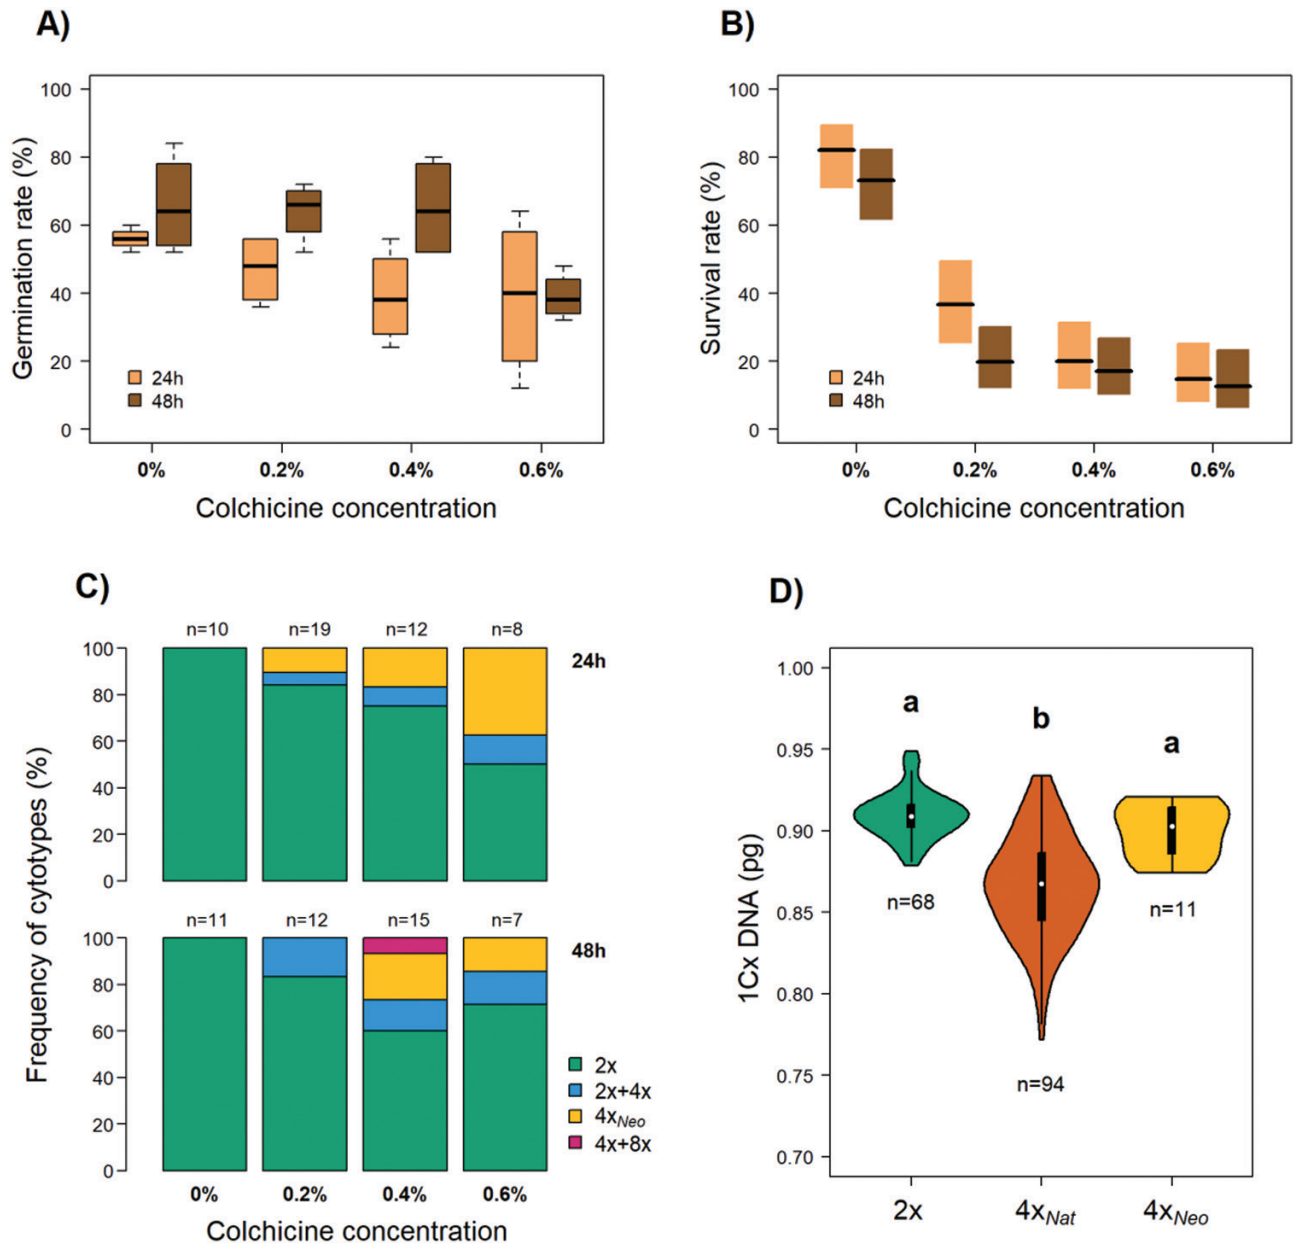 A)
100
80
60
40
20
0
Germination rate (%)
24h
48h
0% 0.2% 0.4% 0.6%
Colchicine concentration
B)
100
80
60
40
20
0
Survival rate (%)
24h
48h
0% 0.2% 0.4% 0.6%
Colchicine concentration
C)
n=10 n=19 n=12 n=8
100
80
60
40
20
0
24h
Frequency of cytotypes (%)
n=11 n=12 n=15 n=7
100
80
60
40
20
0
48h
2x
2x+4x
4xNeo
4x+8x
0% 0.2% 0.4% 0.6%
Colchicine concentration
D)
1.00
0.95
0.90
0.85
0.80
0.75
0.70
1Cx DNA (pg)
a
b
a
n=68
n=11
n=94
2x 4xNat 4xNeo